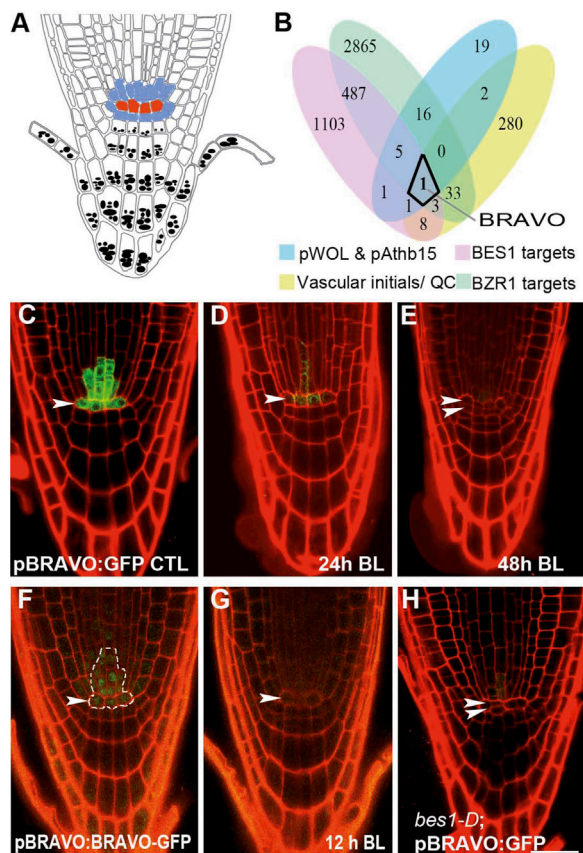 A
B
2865
19
487
16
2
1103
280
5
0
1
1
33
1
3
8
BRAVO
pWOL & pAthb15
BES1 targets
Vascular initials/ QC
BZR1 targets
C
D
E
pBRAVO:GFP CTL
24h BL
48h BL
F
G
H
pBRAVO:BRAVO-GFP
12 h BL
bes1-D;
pBRAVO:GFP